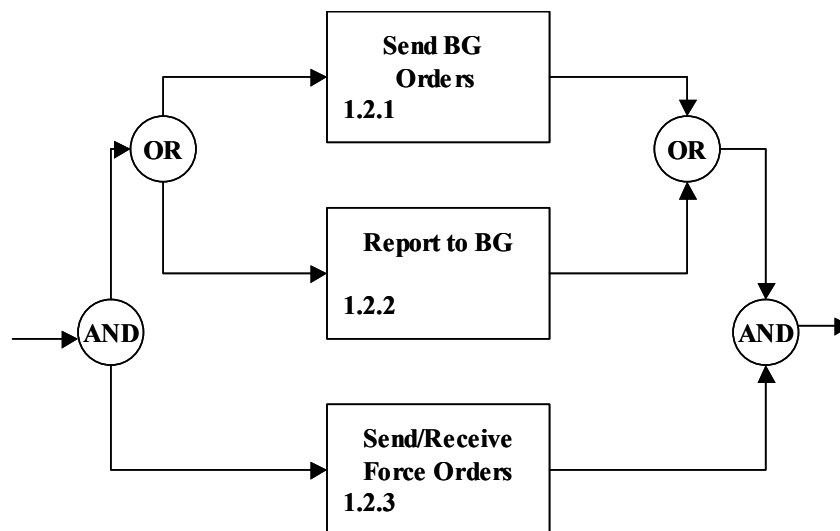 Send BG
Orders
1.2.1
OR
OR
Report to BG
1.2.2
AND
AND
Send/Receive
Force Orders
1.2.3